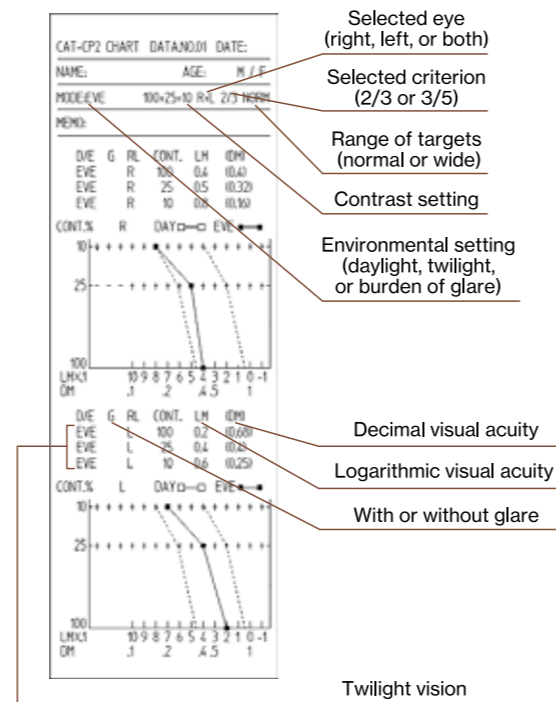 Selected eye
(right, left, or both)
Selected criterion
(2/3 or 3/5)
Range of targets
(normal or wide)
Contrast setting
Environmental setting
(daylight, twilight,
or burden of glare)
CAT-CP2 CHART DATA.NO.01 DATE:
NAME: AGE: M / F
MODE:EVE 100•25•10 R•L 2/3 NORM
MEMO:
D/E G RL CONT. LM (DM)
EVE R 100 0.4 (0.4)
EVE R 25 0.5 (0.32)
EVE R 10 0.8 (0.16)
CONT.% R DAY EVE
10
25
100
LM×.1 10 9 8 7 6 5 4 3 2 1 0 -1
DM .1 .2 .4 .5 1
D/E G RL CONT. LM (DM)
EVE L 100 0.2 (0.68)
EVE L 25 0.4 (0.4)
EVE L 10 0.6 (0.25)
CONT.% L DAY EVE
10
25
100
LM×.1 10 9 8 7 6 5 4 3 2 1 0 -1
DM .1 .2 .4 .5 1
Decimal visual acuity
Logarithmic visual acuity
With or without glare
Twilight vision